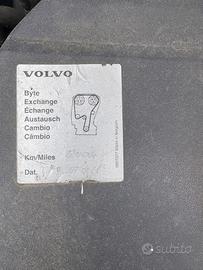 VOLVO
Byte
Exchange
Échange
Austausch
Cambio
Câmbio
Km/Miles
Dat.
subito